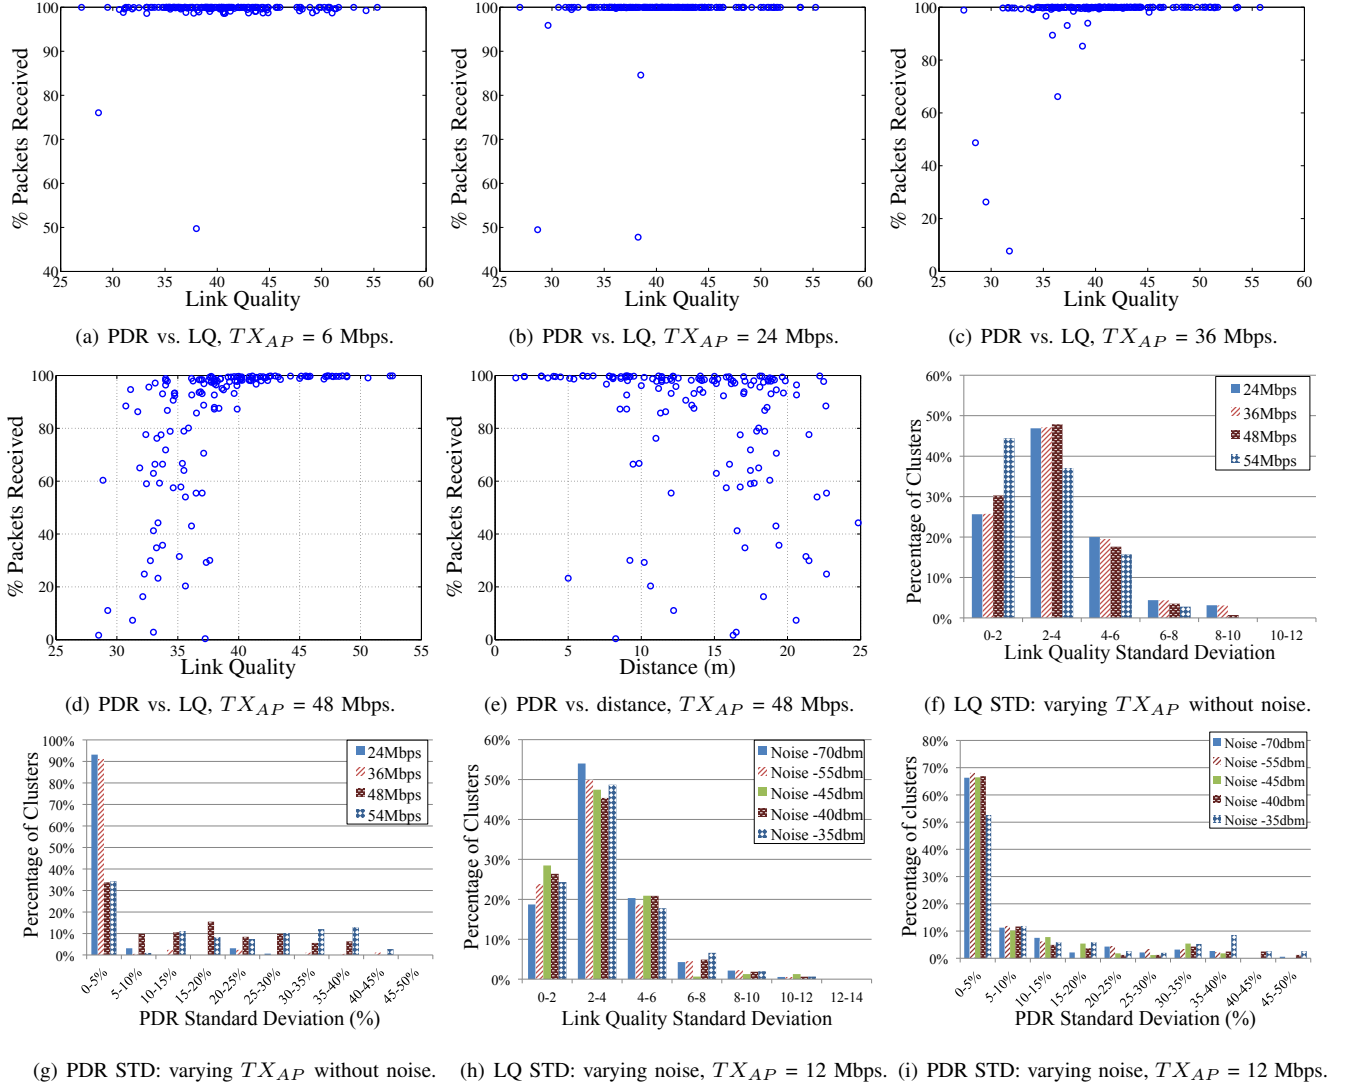 % Packets Received
100
90
80
70
60
50
40
25 30 35 40 45 50 55 60
Link Quality
(a) PDR vs. LQ, TX_AP = 6 Mbps.
% Packets Received
100
90
80
70
60
50
40
25 30 35 40 45 50 55 60
Link Quality
(b) PDR vs. LQ, TX_AP = 24 Mbps.
% Packets Received
100
80
60
40
20
0
25 30 35 40 45 50 55 60
Link Quality
(c) PDR vs. LQ, TX_AP = 36 Mbps.
% Packets Received
100
80
60
40
20
0
25 30 35 40 45 50 55
Link Quality
(d) PDR vs. LQ, TX_AP = 48 Mbps.
% Packets Received
100
80
60
40
20
0
0 5 10 15 20 25
Distance (m)
(e) PDR vs. distance, TX_AP = 48 Mbps.
Percentage of Clusters
60%
50%
40%
30%
20%
10%
0%
24Mbps
36Mbps
48Mbps
54Mbps
0-2 2-4 4-6 6-8 8-10 10-12
Link Quality Standard Deviation
(f) LQ STD: varying TX_AP without noise.
Percentage of Clusters
100%
90%
80%
70%
60%
50%
40%
30%
20%
10%
0%
24Mbps
36Mbps
48Mbps
54Mbps
0-5% 5-10% 10-15% 15-20% 20-25% 25-30% 30-35% 35-40% 40-45% 45-50%
PDR Standard Deviation (%)
(g) PDR STD: varying TX_AP without noise.
Percentage of Clusters
60%
50%
40%
30%
20%
10%
0%
Noise -70dbm
Noise -55dbm
Noise -45dbm
Noise -40dbm
Noise -35dbm
0-2 2-4 4-6 6-8 8-10 10-12 12-14
Link Quality Standard Deviation
(h) LQ STD: varying noise, TX_AP = 12 Mbps.
Percentage of clusters
80%
70%
60%
50%
40%
30%
20%
10%
0%
Noise -70dbm
Noise -55dbm
Noise -45dbm
Noise -40dbm
Noise -35dbm
0-5% 5-10% 10-15% 15-20% 20-25% 25-30% 30-35% 35-40% 40-45% 45-50%
PDR Standard Deviation (%)
(i) PDR STD: varying noise, TX_AP = 12 Mbps.